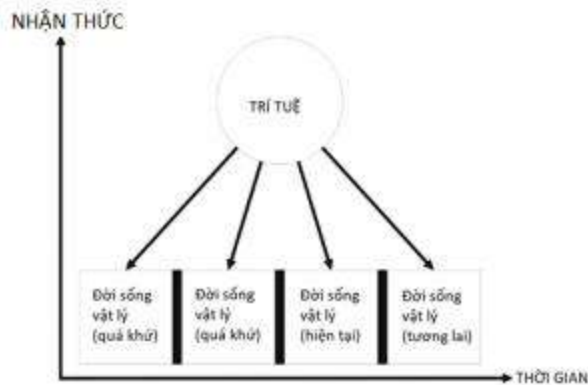 NHẬN THỨC
TRÍ TUỆ
Đời sống
vật lý
(quá khứ)
Đời sống
vật lý
(quá khứ)
Đời sống
vật lý
(hiện tại)
Đời sống
vật lý
(tương lai)
THỜI GIAN